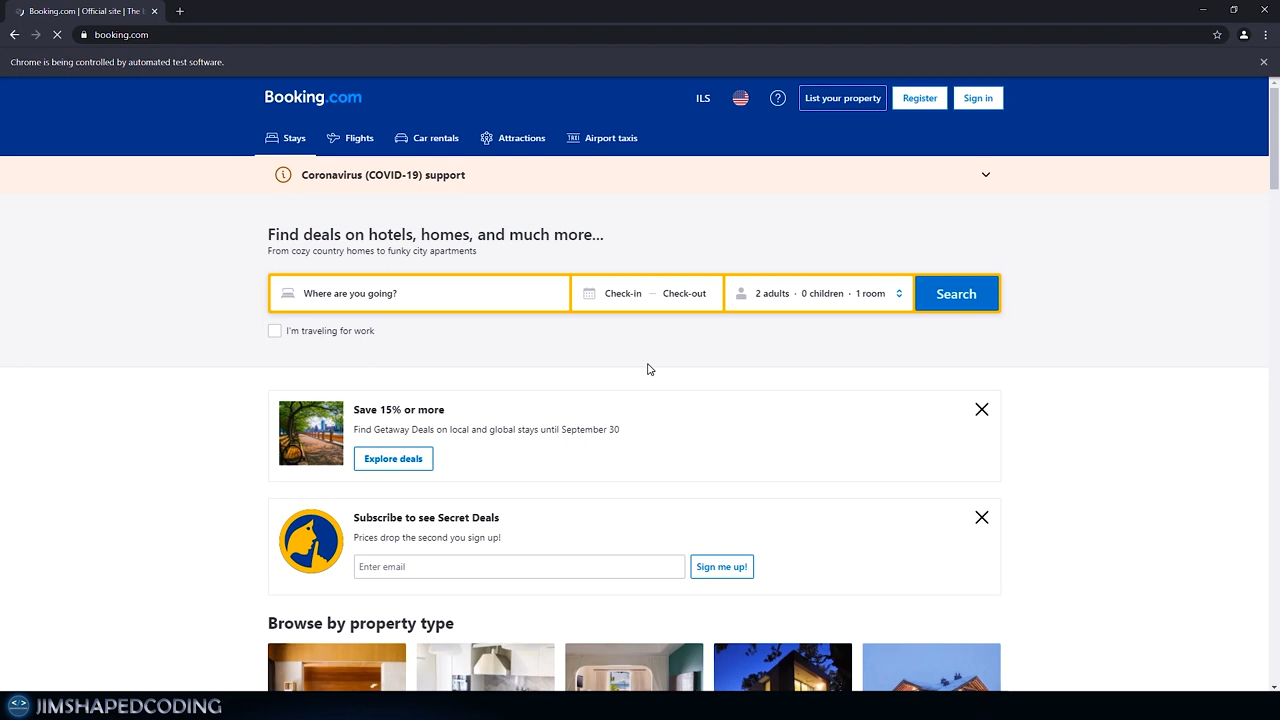 Booking.com | Official site | The b
booking.com
Chrome is being controlled by automated test software.
Booking.com
ILS
List your property
Register
Sign in
Stays
Flights
Car rentals
Attractions
TAXI
Airport taxis
Coronavirus (COVID-19) support
Find deals on hotels, homes, and much more...
From cozy country homes to funky city apartments
Where are you going?
Check-in — Check-out
2 adults · 0 children · 1 room
Search
I'm traveling for work
Save 15% or more
Find Getaway Deals on local and global stays until September 30
Explore deals
Subscribe to see Secret Deals
Prices drop the second you sign up!
Enter email
Sign me up!
Browse by property type
JIMSHAPEDCODING